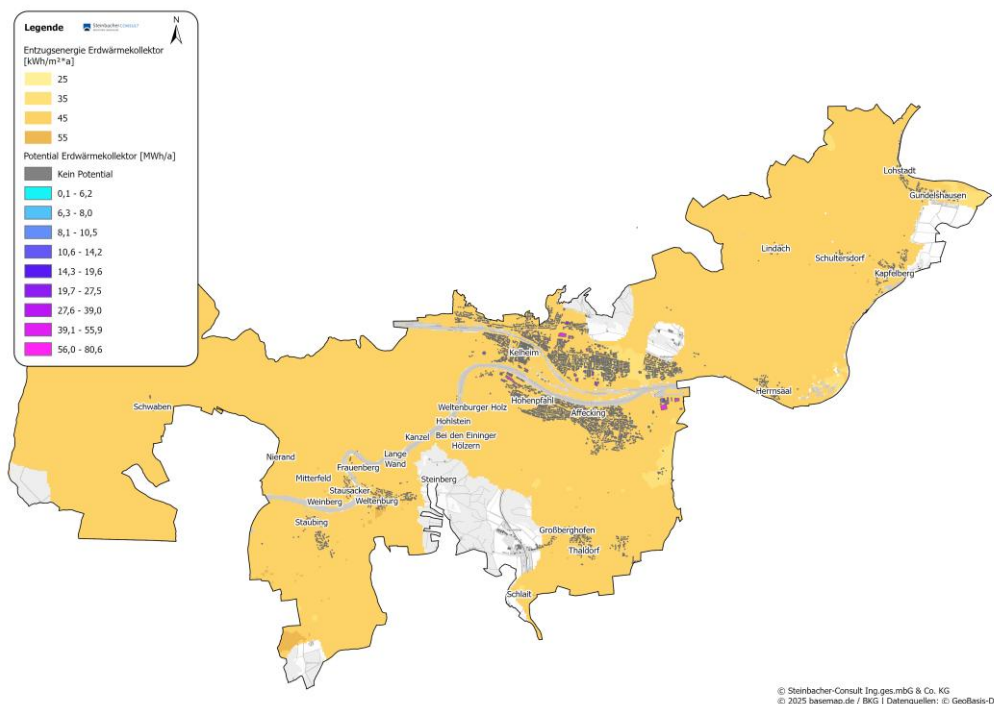 Legende
Steinbacher CONSULT
N
Entzugsenergie Erdwärmekollektor
[kWh/m²*a]
25
35
45
55
Potential Erdwärmekollektor [MWh/a]
Kein Potential
0,1 - 6,2
6,3 - 8,0
8,1 - 10,5
10,6 - 14,2
14,3 - 19,6
19,7 - 27,5
27,6 - 39,0
39,1 - 55,9
56,0 - 80,6
Lohstadt
Gundelshausen
Lindach
Schultersdorf
Kapfelberg
Kelheim
Herrnsaal
Schwaben
Weltenburger Holz
Hohenpfahl
Affecking
Hohlstein
Kanzel
Bei den Eininger
Hölzern
Nierand
Lange
Wand
Frauenberg
Mitterfeld
Steinberg
Stausacker
Weinberg
Weltenburg
Staubing
Großberghofen
Thaldorf
Schlait
© Steinbacher-Consult Ing.ges.mbG & Co. KG
© 2025 basemap.de / BKG | Datenquellen: © GeoBasis-D